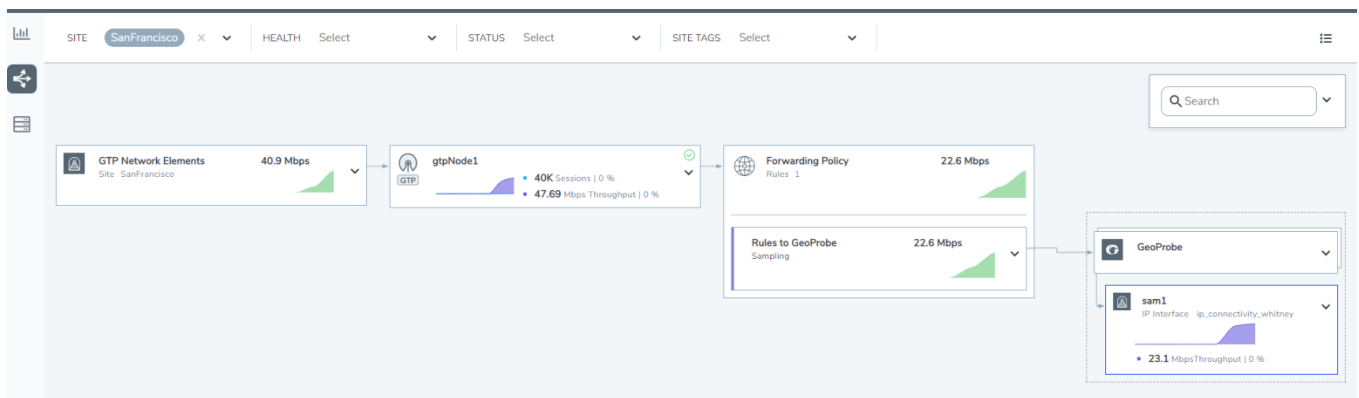 SITE SanFrancisco × HEALTH Select STATUS Select SITE TAGS Select
Search
GTP Network Elements 40.9 Mbps
Site SanFrancisco
GTP
gtpNode1
40K Sessions | 0 %
47.69 Mbps Throughput | 0 %
Forwarding Policy 22.6 Mbps
Rules 1
Rules to GeoProbe 22.6 Mbps
Sampling
GeoProbe
sam1
IP Interface ip_connectivity_whitney
23.1 MbpsThroughput | 0 %